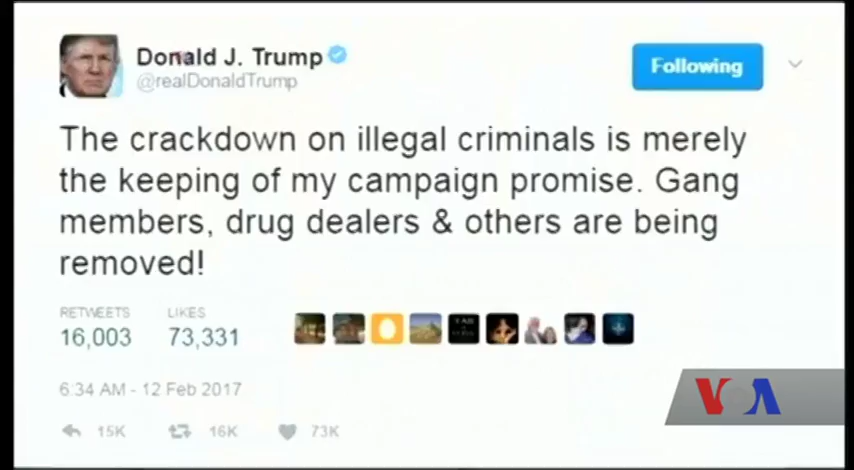 Donald J. Trump
@realDonaldTrump
Following
The crackdown on illegal criminals is merely
the keeping of my campaign promise. Gang
members, drug dealers & others are being
removed!
RETWEETS LIKES
16,003 73,331
6:34 AM - 12 Feb 2017
15K 16K 73K
VOA